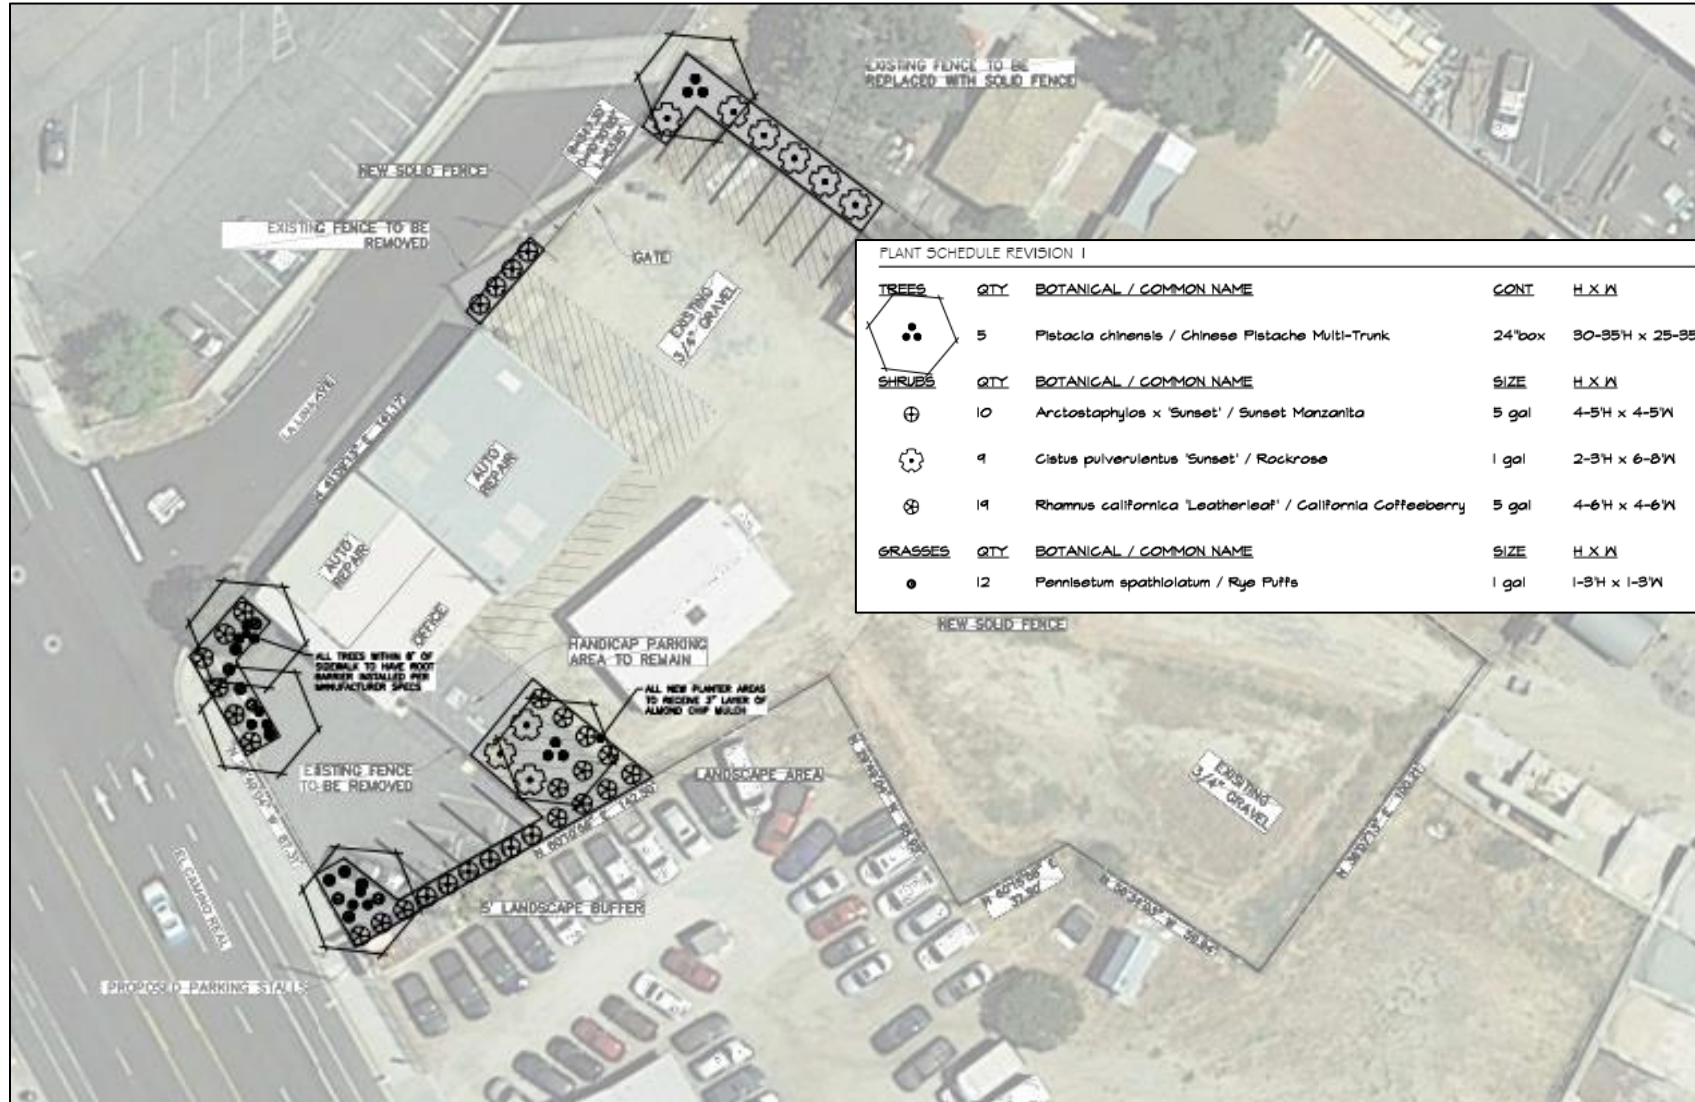 EXISTING FENCE TO BE
REPLACED WITH SOLID FENCE
NEW SOLID FENCE
EXISTING FENCE TO BE
REMOVED
GATE
EXISTING
3/4" GRAVEL
LA LINIA AVE
AUTO
REPAIR
AUTO
REPAIR
OFFICE
HANDICAP PARKING
AREA TO REMAIN
NEW SOLID FENCE
ALL TREES WITHIN 8' OF
SIDEWALK TO HAVE ROOT
BARRIER INSTALLED PER
MANUFACTURER SPECS
ALL NEW PLANTER AREAS
TO RECEIVE 3" LAYER OF
ALMOND CHIP MULCH
EXISTING FENCE
TO BE REMOVED
LANDSCAPE AREA
EXISTING
3/4" GRAVEL
5' LANDSCAPE BUFFER
EL CAMINO REAL
PROPOSED PARKING STALLS
PLANT SCHEDULE REVISION 1
TREES QTY BOTANICAL / COMMON NAME CONT H X W
5 Pistacia chinensis / Chinese Pistache Multi-Trunk 24"box 30-35'H x 25-35
SHRUBS QTY BOTANICAL / COMMON NAME SIZE H X W
10 Arctostaphylos x 'Sunset' / Sunset Manzanita 5 gal 4-5'H x 4-5'W
9 Cistus pulverulentus 'Sunset' / Rockrose 1 gal 2-3'H x 6-8'W
19 Rhamnus californica 'Leatherleaf' / California Coffeeberry 5 gal 4-6'H x 4-6'W
GRASSES QTY BOTANICAL / COMMON NAME SIZE H X W
12 Pennisetum spathiolatum / Rye Puffs 1 gal 1-3'H x 1-3'W